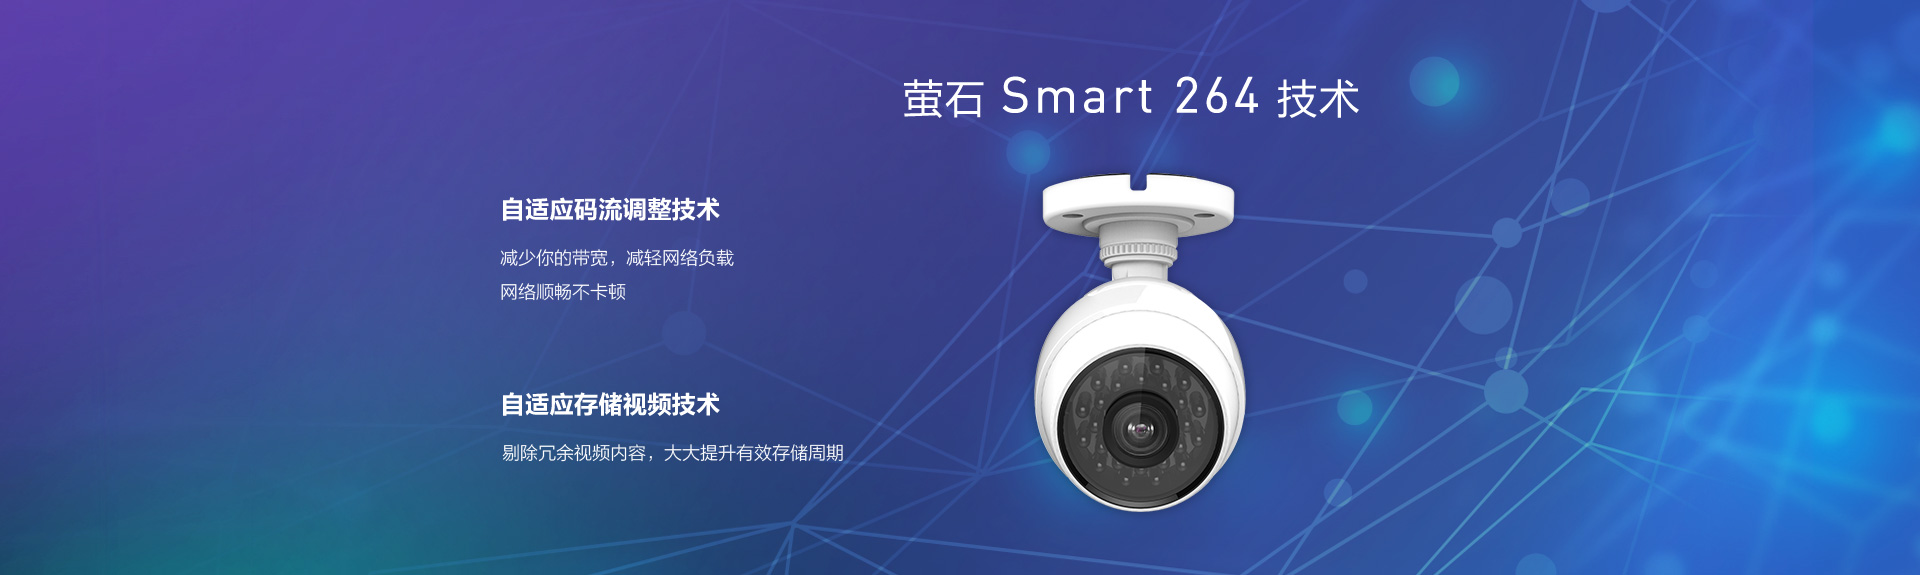 萤石 Smart 264 技术
自适应码流调整技术
减少你的带宽，减轻网络负载
网络顺畅不卡顿
自适应存储视频技术
剔除冗余视频内容，大大提升有效存储周期